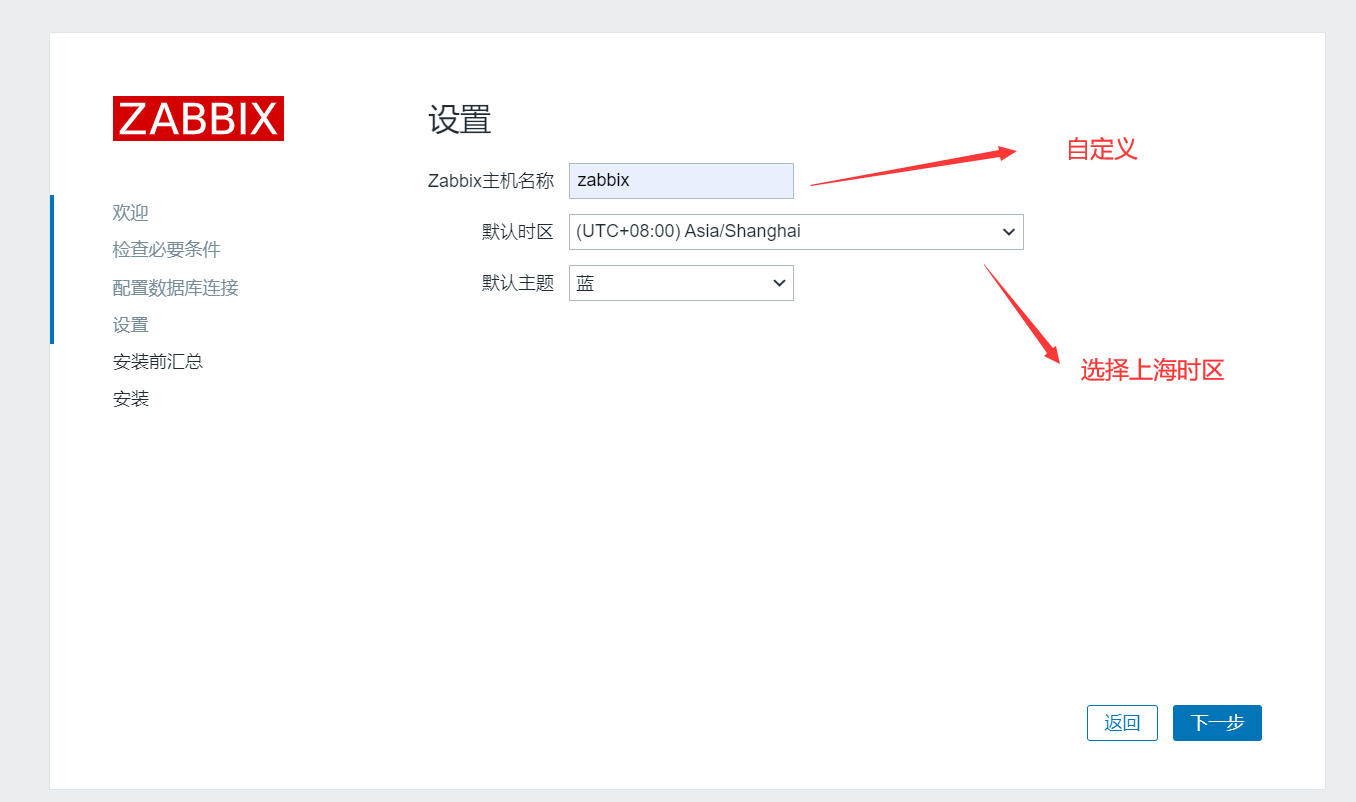 ZABBIX
欢迎
检查必要条件
配置数据库连接
设置
安装前汇总
安装
设置
Zabbix主机名称 zabbix
默认时区 (UTC+08:00) Asia/Shanghai
默认主题 蓝
自定义
选择上海时区
返回 下一步